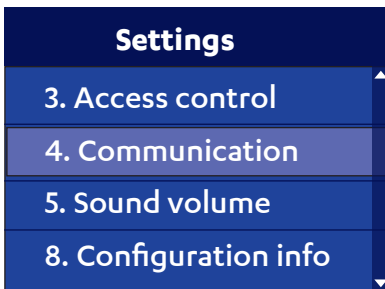 Settings
3. Access control
4. Communication
5. Sound volume
8. Configuration info